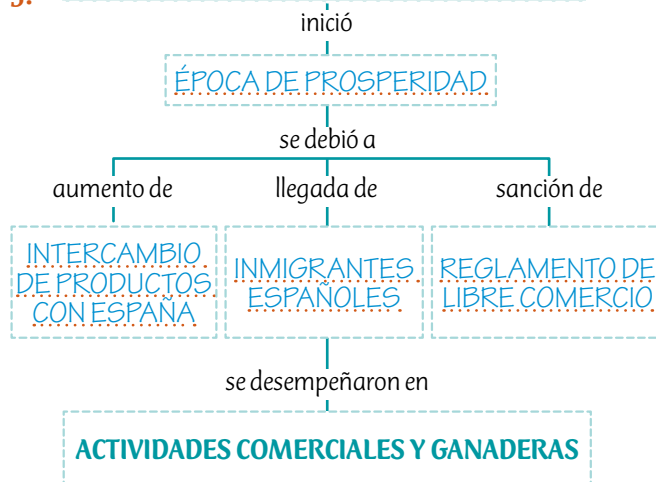 3.
inició
ÉPOCA DE PROSPERIDAD
se debió a
aumento de
llegada de
sanción de
INTERCAMBIO
DE PRODUCTOS
CON ESPAÑA
INMIGRANTES
ESPAÑOLES
REGLAMENTO DE
LIBRE COMERCIO
se desempeñaron en
ACTIVIDADES COMERCIALES Y GANADERAS